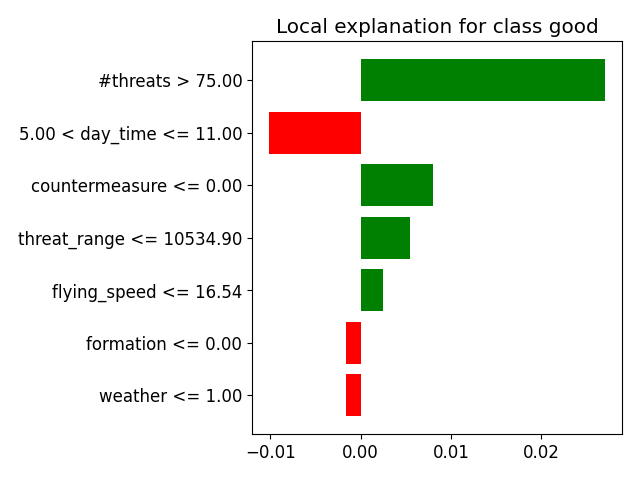 Local explanation for class good
#threats > 75.00
5.00 < day_time <= 11.00
countermeasure <= 0.00
threat_range <= 10534.90
flying_speed <= 16.54
formation <= 0.00
weather <= 1.00
−0.01 0.00 0.01 0.02